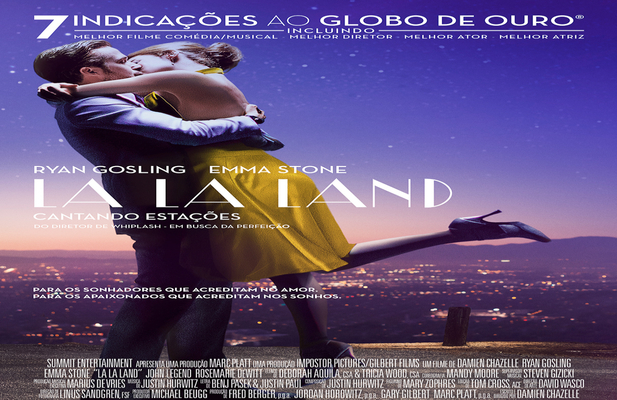 7 INDICAÇÕES AO GLOBO DE OURO®
INCLUINDO
MELHOR FILME COMÉDIA/MUSICAL - MELHOR DIRETOR - MELHOR ATOR - MELHOR ATRIZ
RYAN GOSLING EMMA STONE
LA LA LAND
CANTANDO ESTAÇÕES
DO DIRETOR DE WHIPLASH - EM BUSCA DA PERFEIÇÃO
PARA OS SONHADORES QUE ACREDITAM NO AMOR.
PARA OS APAIXONADOS QUE ACREDITAM NOS SONHOS.
SUMMIT ENTERTAINMENT APRESENTA UMA PRODUÇÃO MARC PLATT UMA PRODUÇÃO IMPOSTOR PICTURES/GILBERT FILMS UM FILME DE DAMIEN CHAZELLE RYAN GOSLING
EMMA STONE "LA LA LAND" JOHN LEGEND ROSEMARIE DEWITT DEBORAH AQUILA, CSA & TRICIA WOOD, CSA MANDY MOORE STEVEN GIZICKI
MARIUS DEVRIES JUSTIN HURWITZ BENJ PASEK & JUSTIN PAUL JUSTIN HURWITZ MARY ZOPHRES TOM CROSS, ACE DAVID WASCO
LINUS SANDGREN, FSF MICHAEL BEUGG FRED BERGER, p.g.a. JORDAN HOROWITZ, p.g.a. GARY GILBERT MARC PLATT, p.g.a. DAMIEN CHAZELLE